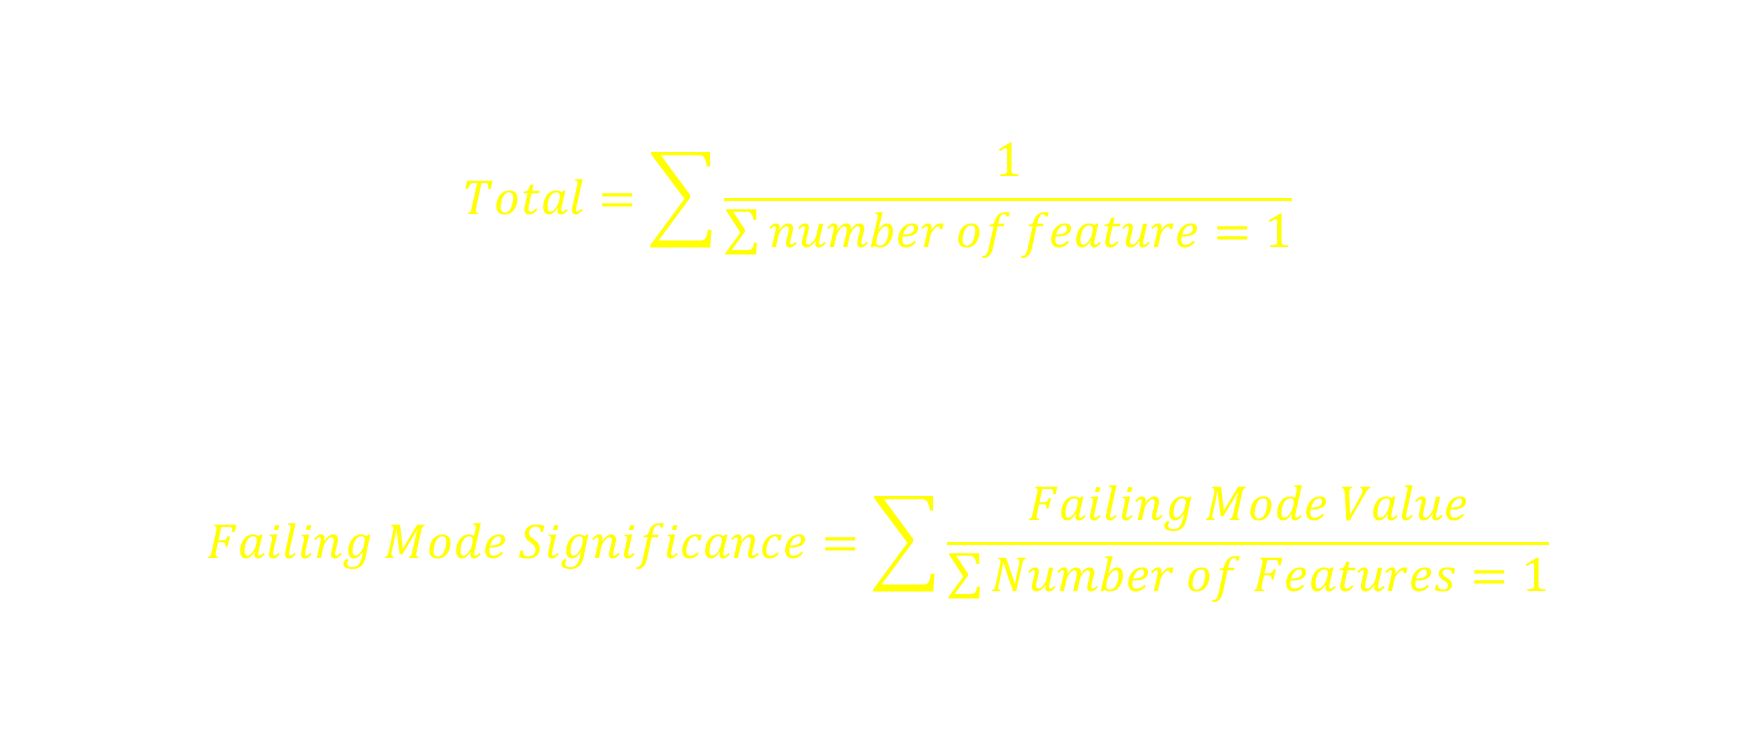 Total = ∑ 1 / ∑ number of feature = 1
Failing Mode Significance = ∑ Failing Mode Value / ∑ Number of Features = 1